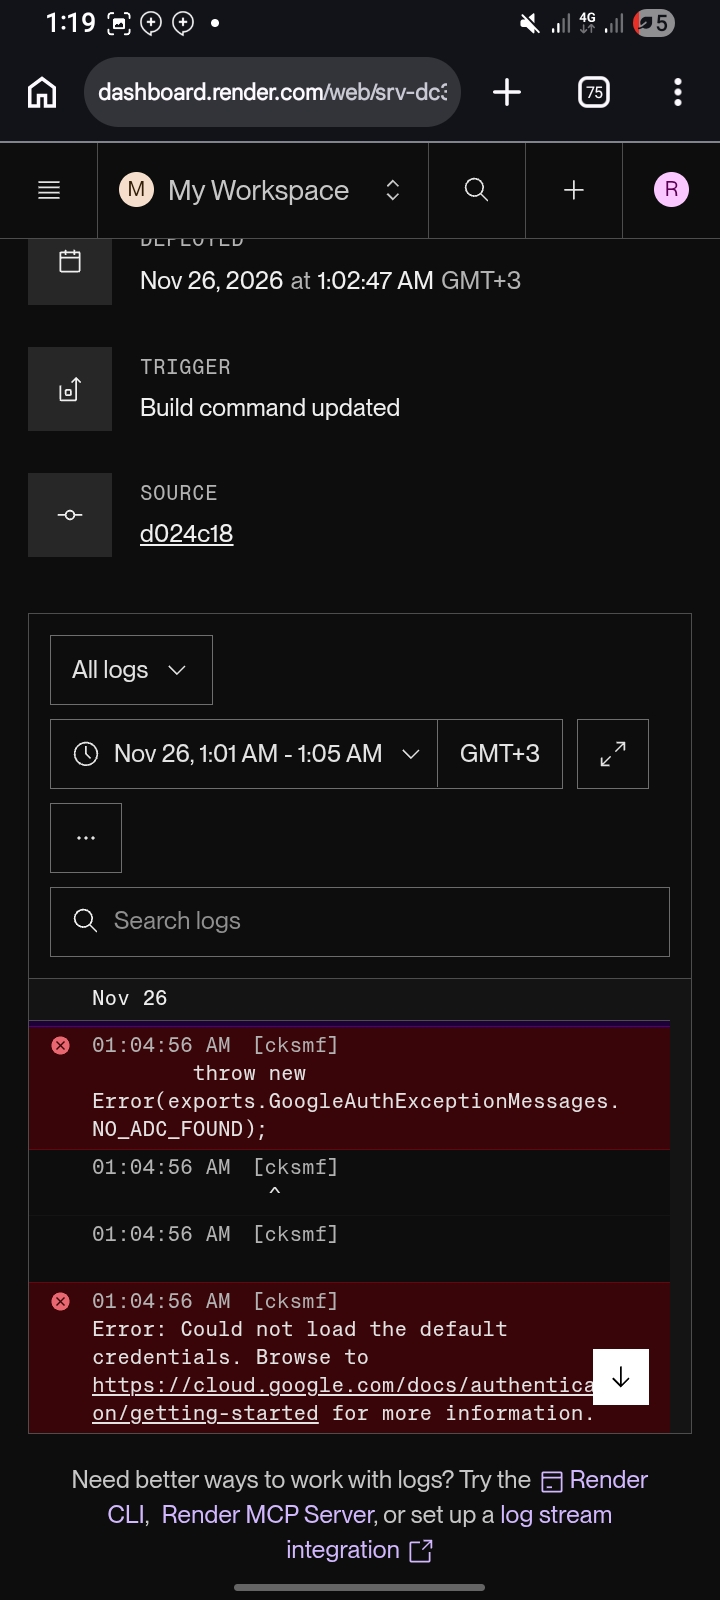 1:19
4G
5
dashboard.render.com/web/srv-dc3
75
M My Workspace
R
DEPLOYED
Nov 26, 2026 at 1:02:47 AM GMT+3
TRIGGER
Build command updated
SOURCE
d024c18
All logs
Nov 26, 1:01 AM - 1:05 AM
GMT+3
...
Search logs
Nov 26
01:04:56 AM [cksmf]
throw new
Error(exports.GoogleAuthExceptionMessages.
NO_ADC_FOUND);
01:04:56 AM [cksmf]
^
01:04:56 AM [cksmf]
01:04:56 AM [cksmf]
Error: Could not load the default
credentials. Browse to
https://cloud.google.com/docs/authentica
on/getting-started for more information.
Need better ways to work with logs? Try the Render
CLI, Render MCP Server, or set up a log stream
integration